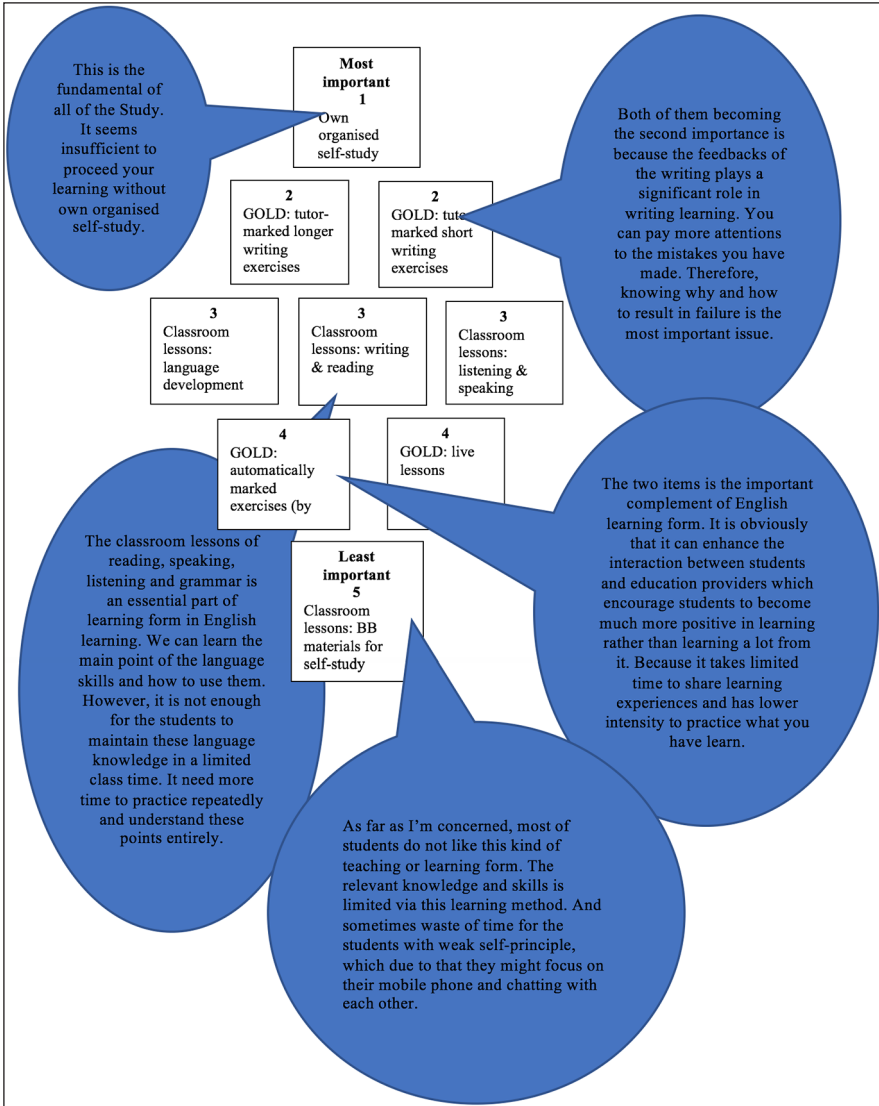 This is the
fundamental of
all of the Study.
It seems
insufficient to
proceed your
learning without
own organised
self-study.
Most
important
1
Own
organised
self-study
Both of them becoming
the second importance is
because the feedbacks of
the writing plays a
significant role in
writing learning. You
can pay more attentions
to the mistakes you have
made. Therefore,
knowing why and how
to result in failure is the
most important issue.
2
GOLD: tutor-
marked longer
writing
exercises
2
GOLD: tuto
marked short
writing
exercises
3
Classroom
lessons:
language
development
3
Classroom
lessons: writing
& reading
3
Classroom
lessons:
listening &
speaking
4
GOLD:
automatically
marked
exercises (by
4
GOLD: live
lessons
The two items is the important
complement of English
learning form. It is obviously
that it can enhance the
interaction between students
and education providers which
encourage students to become
much more positive in learning
rather than learning a lot from
it. Because it takes limited
time to share learning
experiences and has lower
intensity to practice what you
have learn.
The classroom lessons of
reading, speaking,
listening and grammar is
an essential part of
learning form in English
learning. We can learn the
main point of the language
skills and how to use them.
However, it is not enough
for the students to
maintain these language
knowledge in a limited
class time. It need more
time to practice repeatedly
and understand these
points entirely.
Least
important
5
Classroom
lessons: BB
materials for
self-study
As far as I'm concerned, most of
students do not like this kind of
teaching or learning form. The
relevant knowledge and skills is
limited via this learning method. And
sometimes waste of time for the
students with weak self-principle,
which due to that they might focus on
their mobile phone and chatting with
each other.